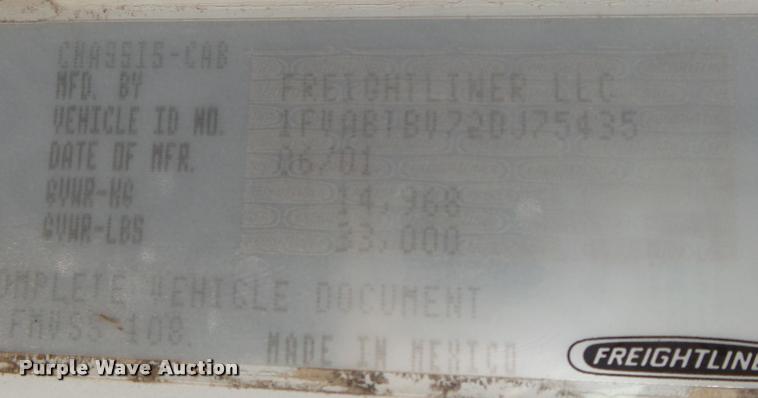 CHASSIS-CAB
MFD. BY FREIGHTLINER LLC
VEHICLE ID NO. 1FVABTBV72DJ75435
DATE OF MFR. 06/01
GVWR-KG 14,968
GVWR-LBS 33,000
OMPLETE VEHICLE DOCUMENT
FMVSS 108.
MADE IN MEXICO
FREIGHTLINE
Purple Wave Auction